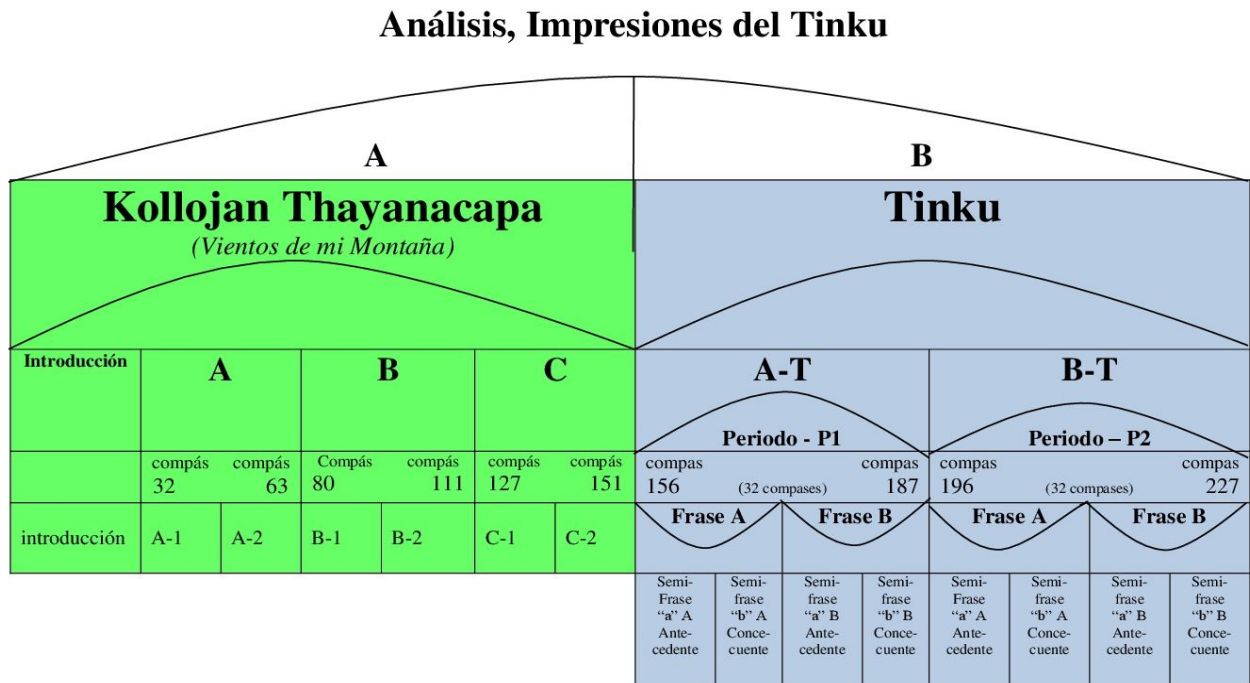 Análisis, Impresiones del Tinku
A
B
Kollojan Thayanacapa
(Vientos de mi Montaña)
Tinku
Introducción
A
B
C
A-T
B-T
Periodo - P1
Periodo – P2
compás compás
32 63
Compás compás
80 111
compás compás
127 151
compas compas
156 (32 compases) 187
compas compas
196 (32 compases) 227
introducción
A-1
A-2
B-1
B-2
C-1
C-2
Frase A
Frase B
Frase A
Frase B
Semi-
Frase
“a” A
Ante-
cedente
Semi-
frase
“b” A
Conce-
cuente
Semi-
frase
“a” B
Ante-
cedente
Semi-
frase
“b” B
Conce-
cuente
Semi-
Frase
“a” A
Ante-
cedente
Semi-
frase
“b” A
Conce-
cuente
Semi-
frase
“a” B
Ante-
cedente
Semi-
frase
“b” B
Conce-
cuente